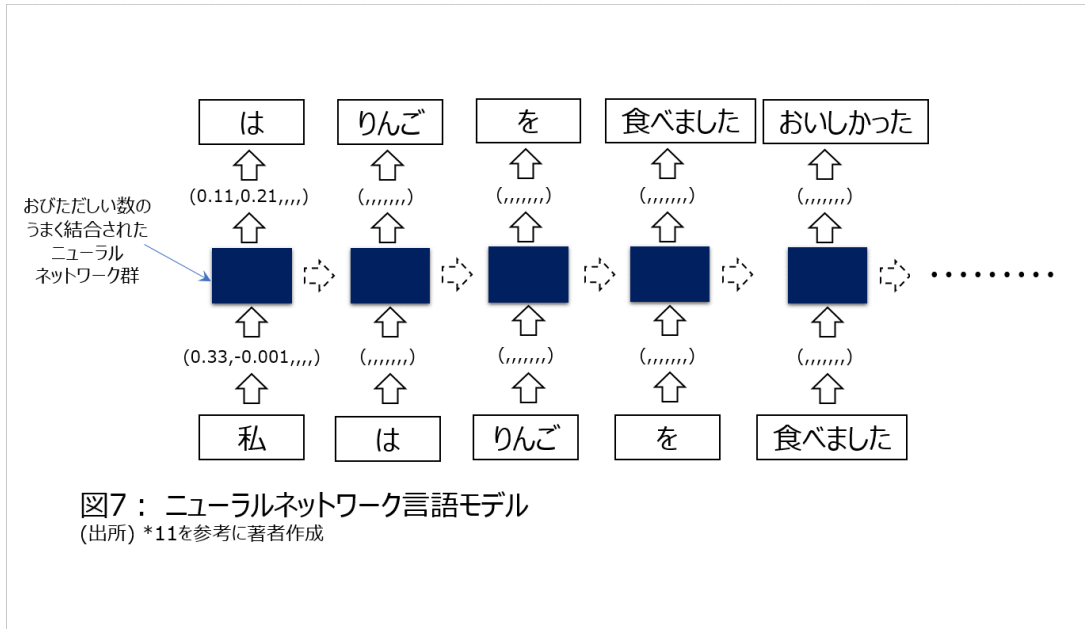 は りんご を 食べました おいしかった
(0.11,0.21,,,,) (,,,,,,,) (,,,,,,,) (,,,,,,,) (,,,,,,,)
おびただしい数の
うまく結合された
ニューラル
ネットワーク群
・・・・・・・・・
(0.33,-0.001,,,,) (,,,,,,,) (,,,,,,,) (,,,,,,,) (,,,,,,,)
私 は りんご を 食べました
図7： ニューラルネットワーク言語モデル
(出所) *11を参考に著者作成